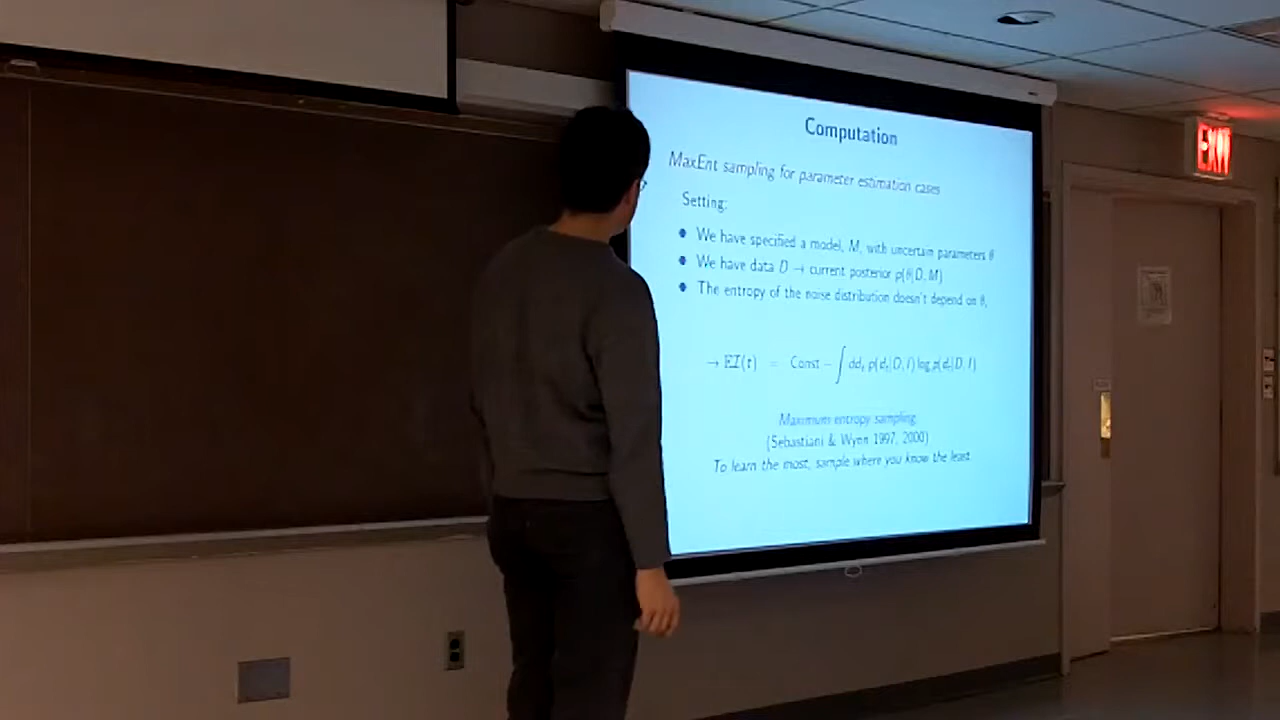 Computation
MaxEnt sampling for parameter estimation cases
Setting:
• We have specified a model, M, with uncertain parameters θ
• We have data D → current posterior p(θ|D, M)
• The entropy of the noise distribution doesn't depend on θ,
→ EI(t) = Const − ∫ dd_t p(d_t|D, I) log p(d_t|D, I)
Maximum entropy sampling.
(Sebastiani & Wynn 1997, 2000)
To learn the most, sample where you know the least
EXIT